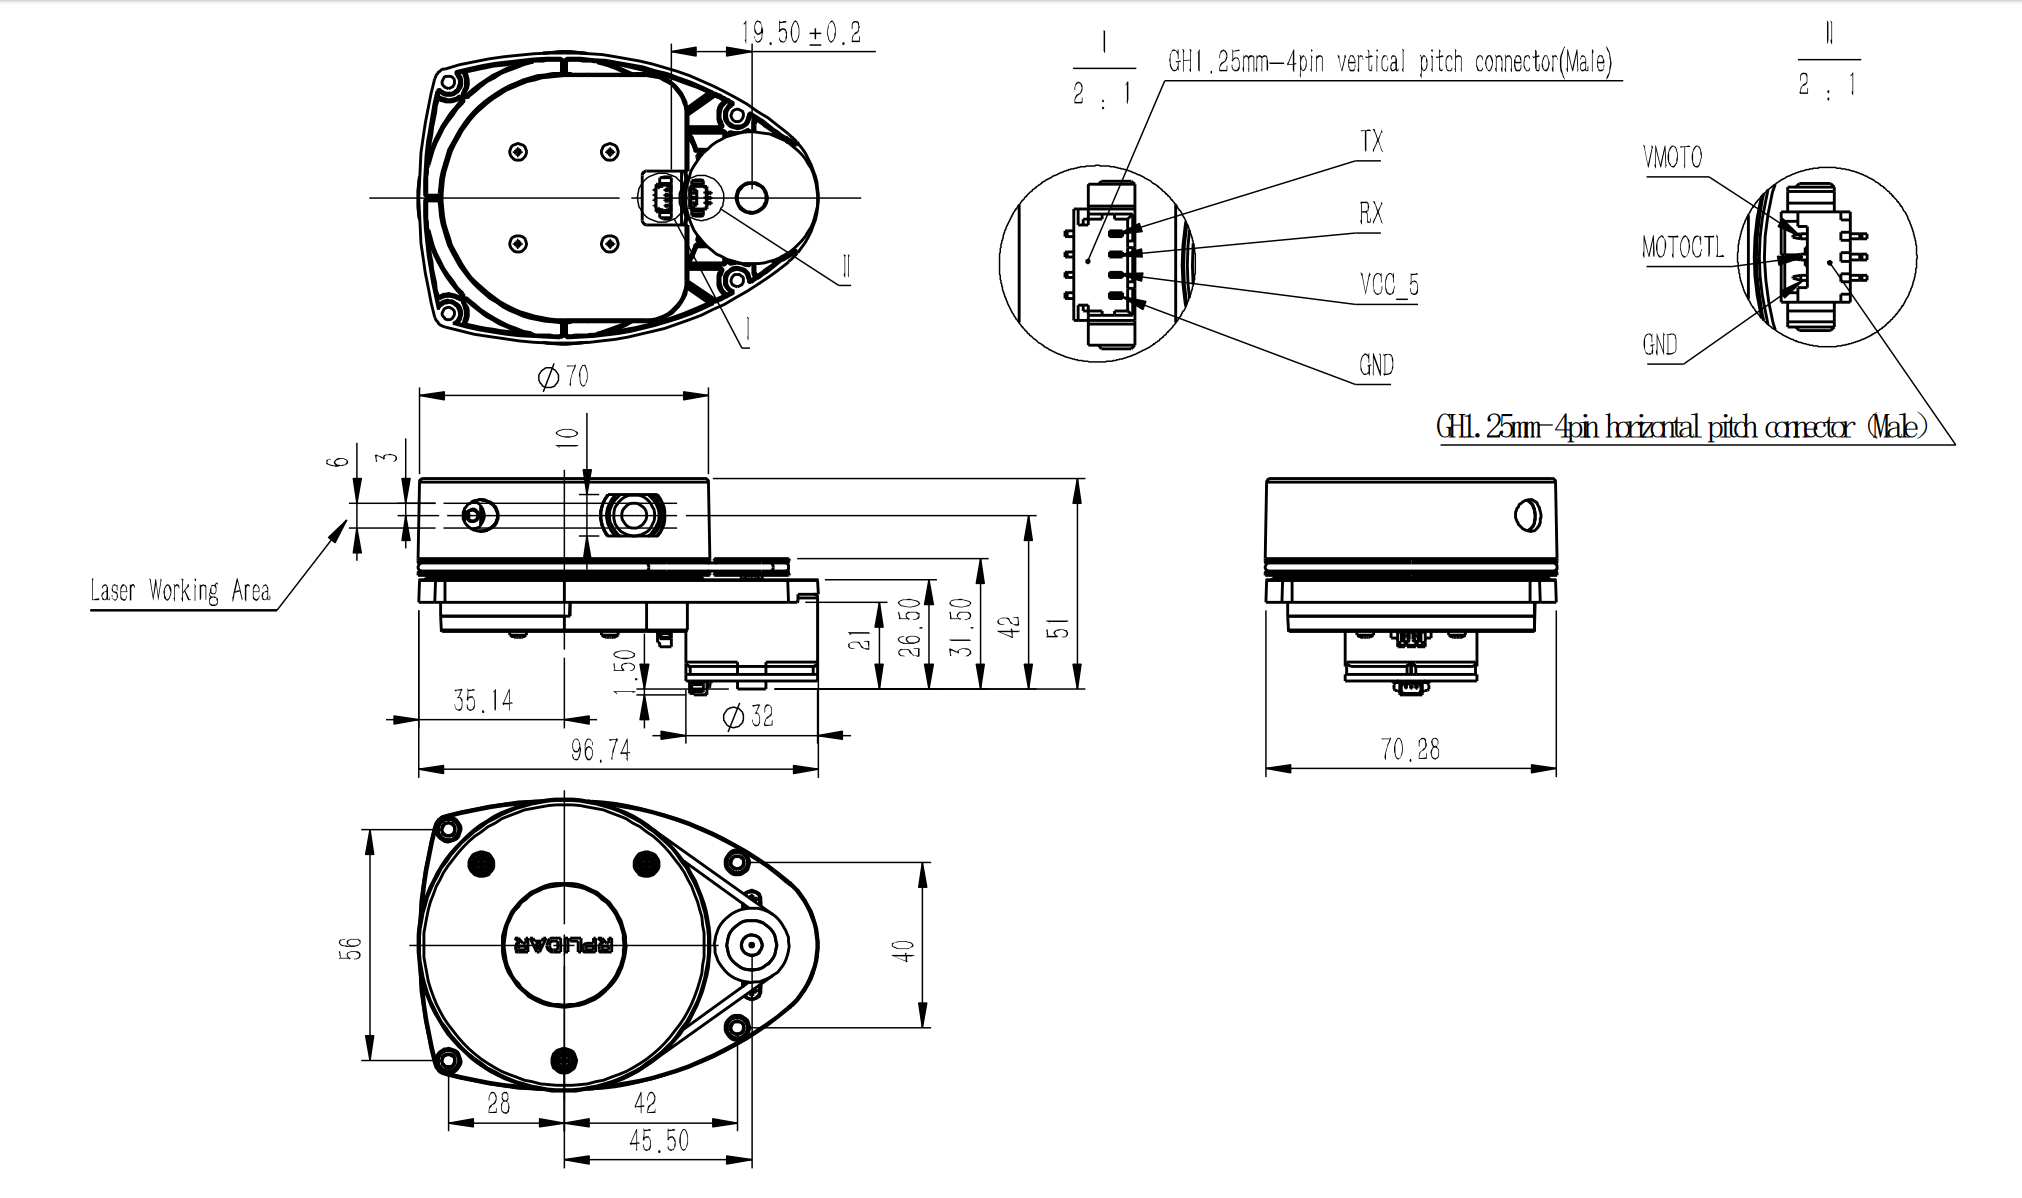 19.50 ±0.2
I
2 : 1
GH1.25mm-4pin vertical pitch connector(Male)
II
2 : 1
TX
RX
VCC_5
GND
VMOTO
MOTOCTL
GND
GH1.25mm-4pin horizontal pitch connector (Male)
II
I
Ø70
10
6
3
Laser Working Area
21
26.50
31.50
42
51
1.50
35.14
Ø32
96.74
70.28
56
RPLIDAR
40
28
42
45.50